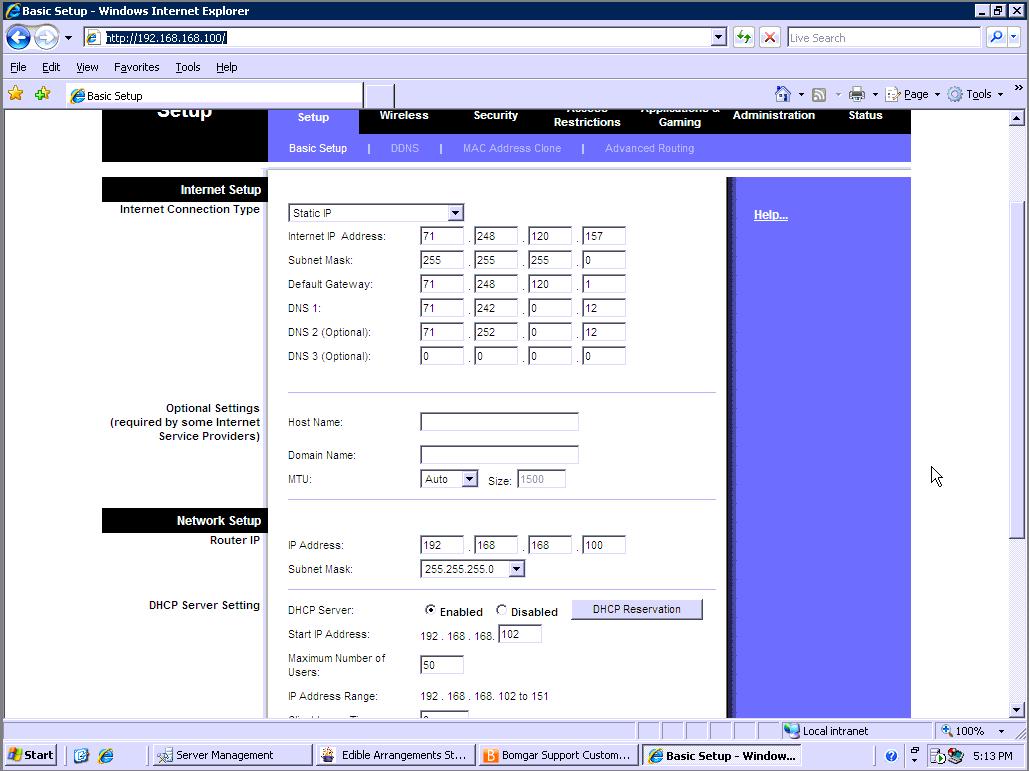 Basic Setup - Windows Internet Explorer
http://192.168.168.100/
Live Search
File Edit View Favorites Tools Help
Basic Setup
Page Tools »
Setup
Setup Wireless Security Access Restrictions Applications & Gaming Administration Status
Basic Setup | DDNS | MAC Address Clone | Advanced Routing
Internet Setup
Internet Connection Type
Static IP
Help...
Internet IP Address: 71 . 248 . 120 . 157
Subnet Mask: 255 . 255 . 255 . 0
Default Gateway: 71 . 248 . 120 . 1
DNS 1: 71 . 242 . 0 . 12
DNS 2 (Optional): 71 . 252 . 0 . 12
DNS 3 (Optional): 0 . 0 . 0 . 0
Optional Settings
(required by some Internet
Service Providers)
Host Name:
Domain Name:
MTU: Auto Size: 1500
Network Setup
Router IP
IP Address: 192 . 168 . 168 . 100
Subnet Mask: 255.255.255.0
DHCP Server Setting
DHCP Server: Enabled Disabled DHCP Reservation
Start IP Address: 192 . 168 . 168. 102
Maximum Number of
Users: 50
IP Address Range: 192 . 168 . 168. 102 to 151
Local intranet 100%
Start Server Management Edible Arrangements St... Bomgar Support Custom... Basic Setup - Window... 5:13 PM